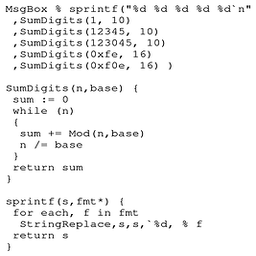 MsgBox % sprintf("%d %d %d %d %d`n"
,SumDigits(1, 10)
,SumDigits(12345, 10)
,SumDigits(123045, 10)
,SumDigits(0xfe, 16)
,SumDigits(0xf0e, 16) )
SumDigits(n,base) {
sum := 0
while (n)
{
sum += Mod(n,base)
n /= base
}
return sum
}
sprintf(s,fmt*) {
for each, f in fmt
StringReplace,s,s,`%d, % f
return s
}